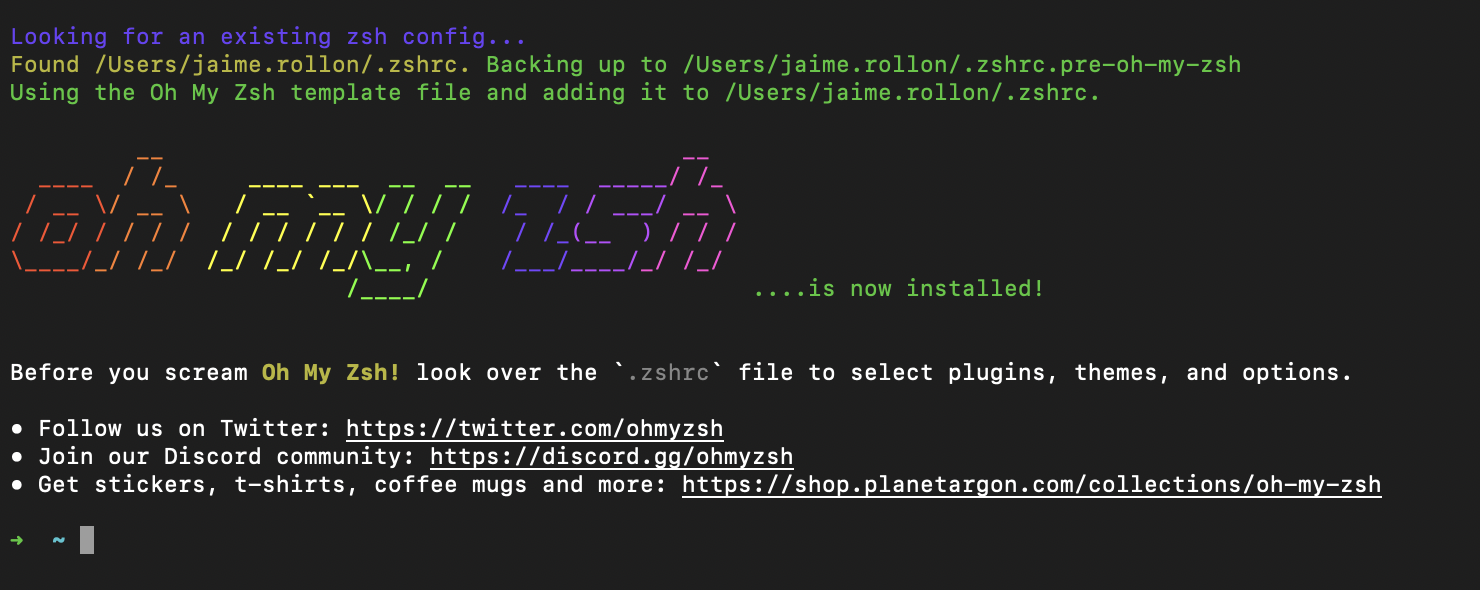 Looking for an existing zsh config...
Found /Users/jaime.rollon/.zshrc. Backing up to /Users/jaime.rollon/.zshrc.pre-oh-my-zsh
Using the Oh My Zsh template file and adding it to /Users/jaime.rollon/.zshrc.
oh my zsh
....is now installed!
Before you scream Oh My Zsh! look over the `.zshrc` file to select plugins, themes, and options.
• Follow us on Twitter: https://twitter.com/ohmyzsh
• Join our Discord community: https://discord.gg/ohmyzsh
• Get stickers, t-shirts, coffee mugs and more: https://shop.planetargon.com/collections/oh-my-zsh
➜ ~